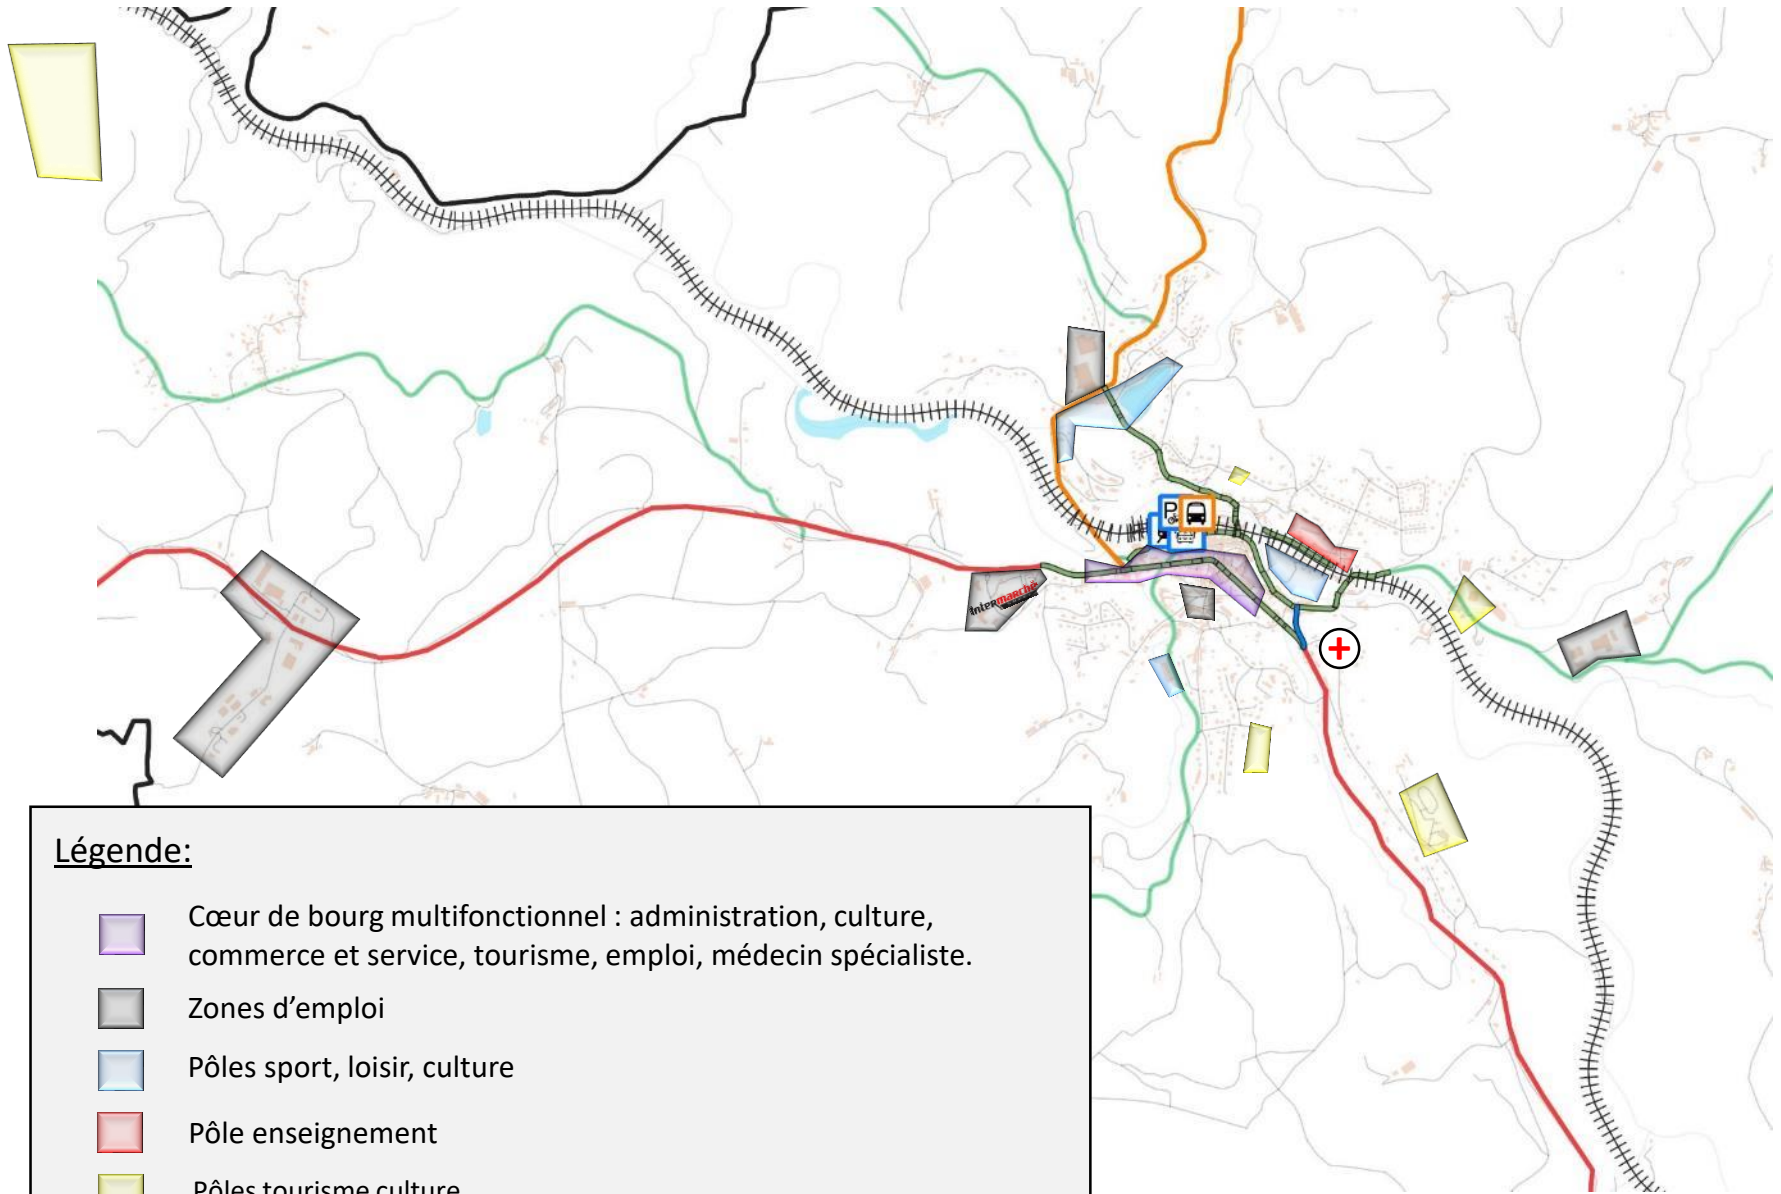 P
Intermarché
Légende:
Cœur de bourg multifonctionnel : administration, culture,
commerce et service, tourisme, emploi, médecin spécialiste.
Zones d’emploi
Pôles sport, loisir, culture
Pôle enseignement
Pôles tourisme culture